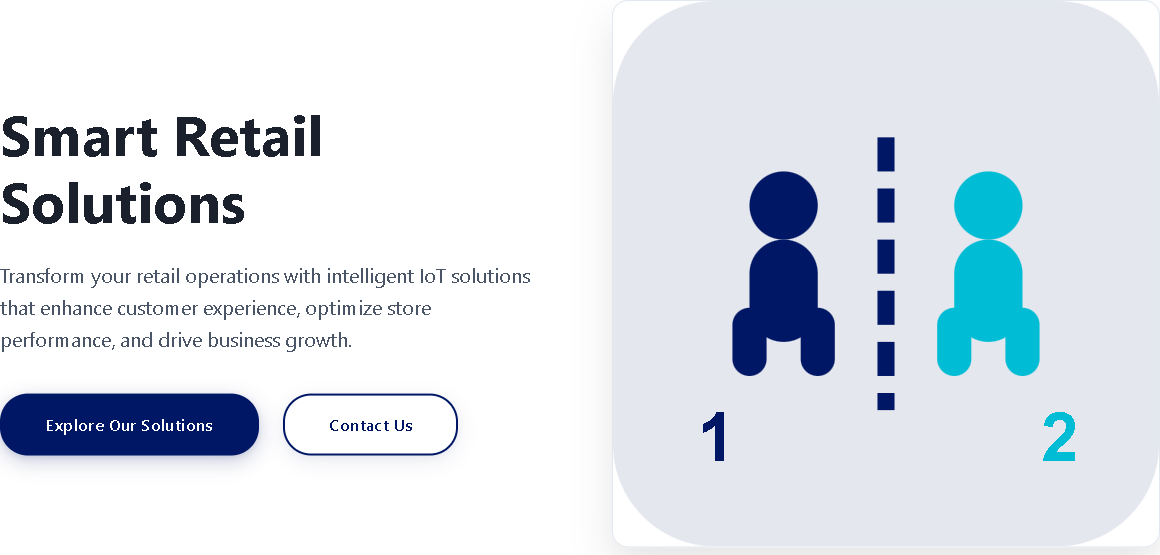 Smart Retail
Solutions
Transform your retail operations with intelligent IoT solutions
that enhance customer experience, optimize store
performance, and drive business growth.
Explore Our Solutions
Contact Us
1
2